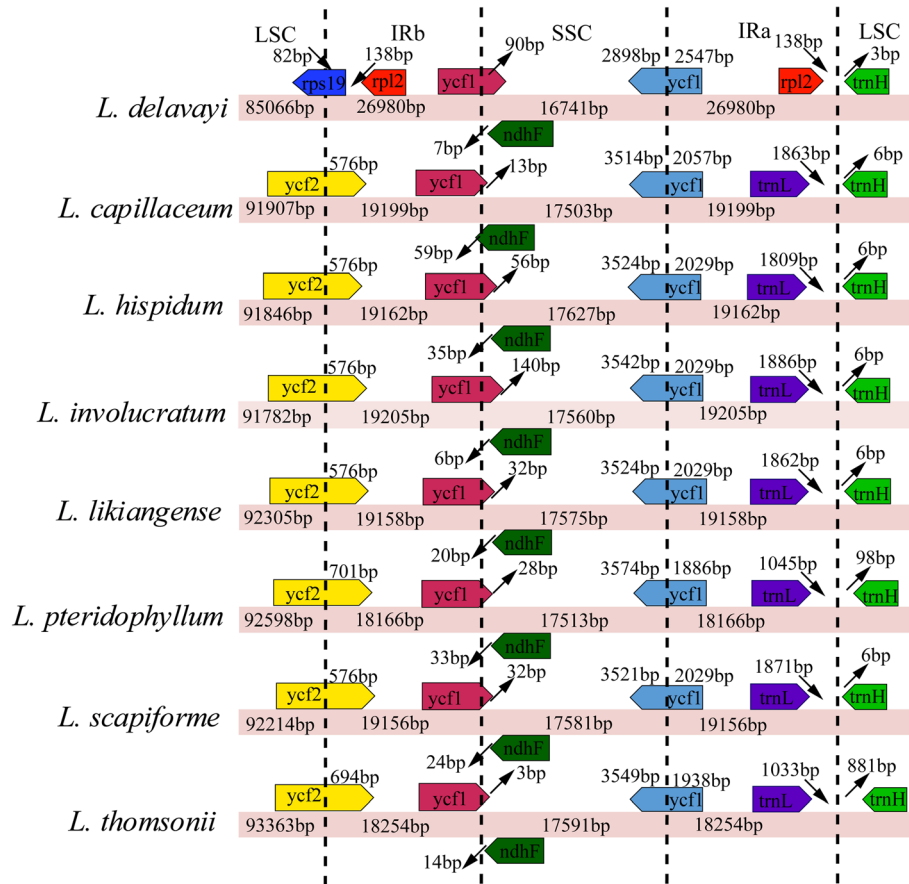 LSC IRb SSC IRa LSC
82bp 138bp 90bp 2898bp 2547bp 138bp 3bp
rps19 rpl2 ycf1 ycf1 rpl2 trnH
L. delavayi 85066bp 26980bp 16741bp 26980bp
7bp ndhF
576bp 13bp 3514bp 2057bp 1863bp 6bp
ycf2 ycf1 ycf1 trnL trnH
L. capillaceum 91907bp 19199bp 17503bp 19199bp
59bp ndhF
576bp 56bp 3524bp 2029bp 1809bp 6bp
ycf2 ycf1 ycf1 trnL trnH
L. hispidum 91846bp 19162bp 17627bp 19162bp
35bp ndhF
576bp 140bp 3542bp 2029bp 1886bp 6bp
ycf2 ycf1 ycf1 trnL trnH
L. involucratum 91782bp 19205bp 17560bp 19205bp
6bp ndhF
576bp 32bp 3524bp 2029bp 1862bp 6bp
ycf2 ycf1 ycf1 trnL trnH
L. likiangense 92305bp 19158bp 17575bp 19158bp
20bp ndhF
701bp 28bp 3574bp 1886bp 1045bp 98bp
ycf2 ycf1 ycf1 trnL trnH
L. pteridophyllum 92598bp 18166bp 17513bp 18166bp
33bp ndhF
576bp 32bp 3521bp 2029bp 1871bp 6bp
ycf2 ycf1 ycf1 trnL trnH
L. scapiforme 92214bp 19156bp 17581bp 19156bp
24bp ndhF
694bp 3bp 3549bp 1938bp 1033bp 881bp
ycf2 ycf1 ycf1 trnL trnH
L. thomsonii 93363bp 18254bp 17591bp 18254bp
14bp ndhF